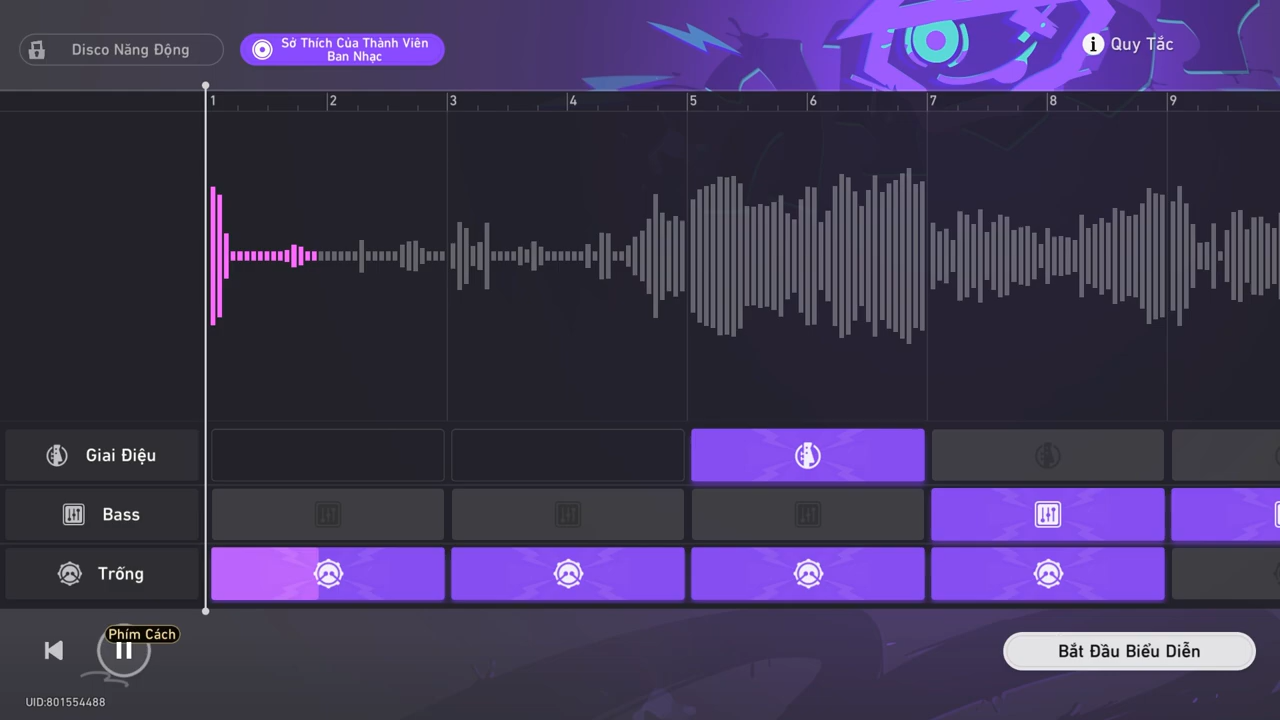 Disco Năng Động
Sở Thích Của Thành Viên
Ban Nhạc
Quy Tắc
1 2 3 4 5 6 7 8 9
Giai Điệu
Bass
Trống
Phím Cách
Bắt Đầu Biểu Diễn
UID:801554488